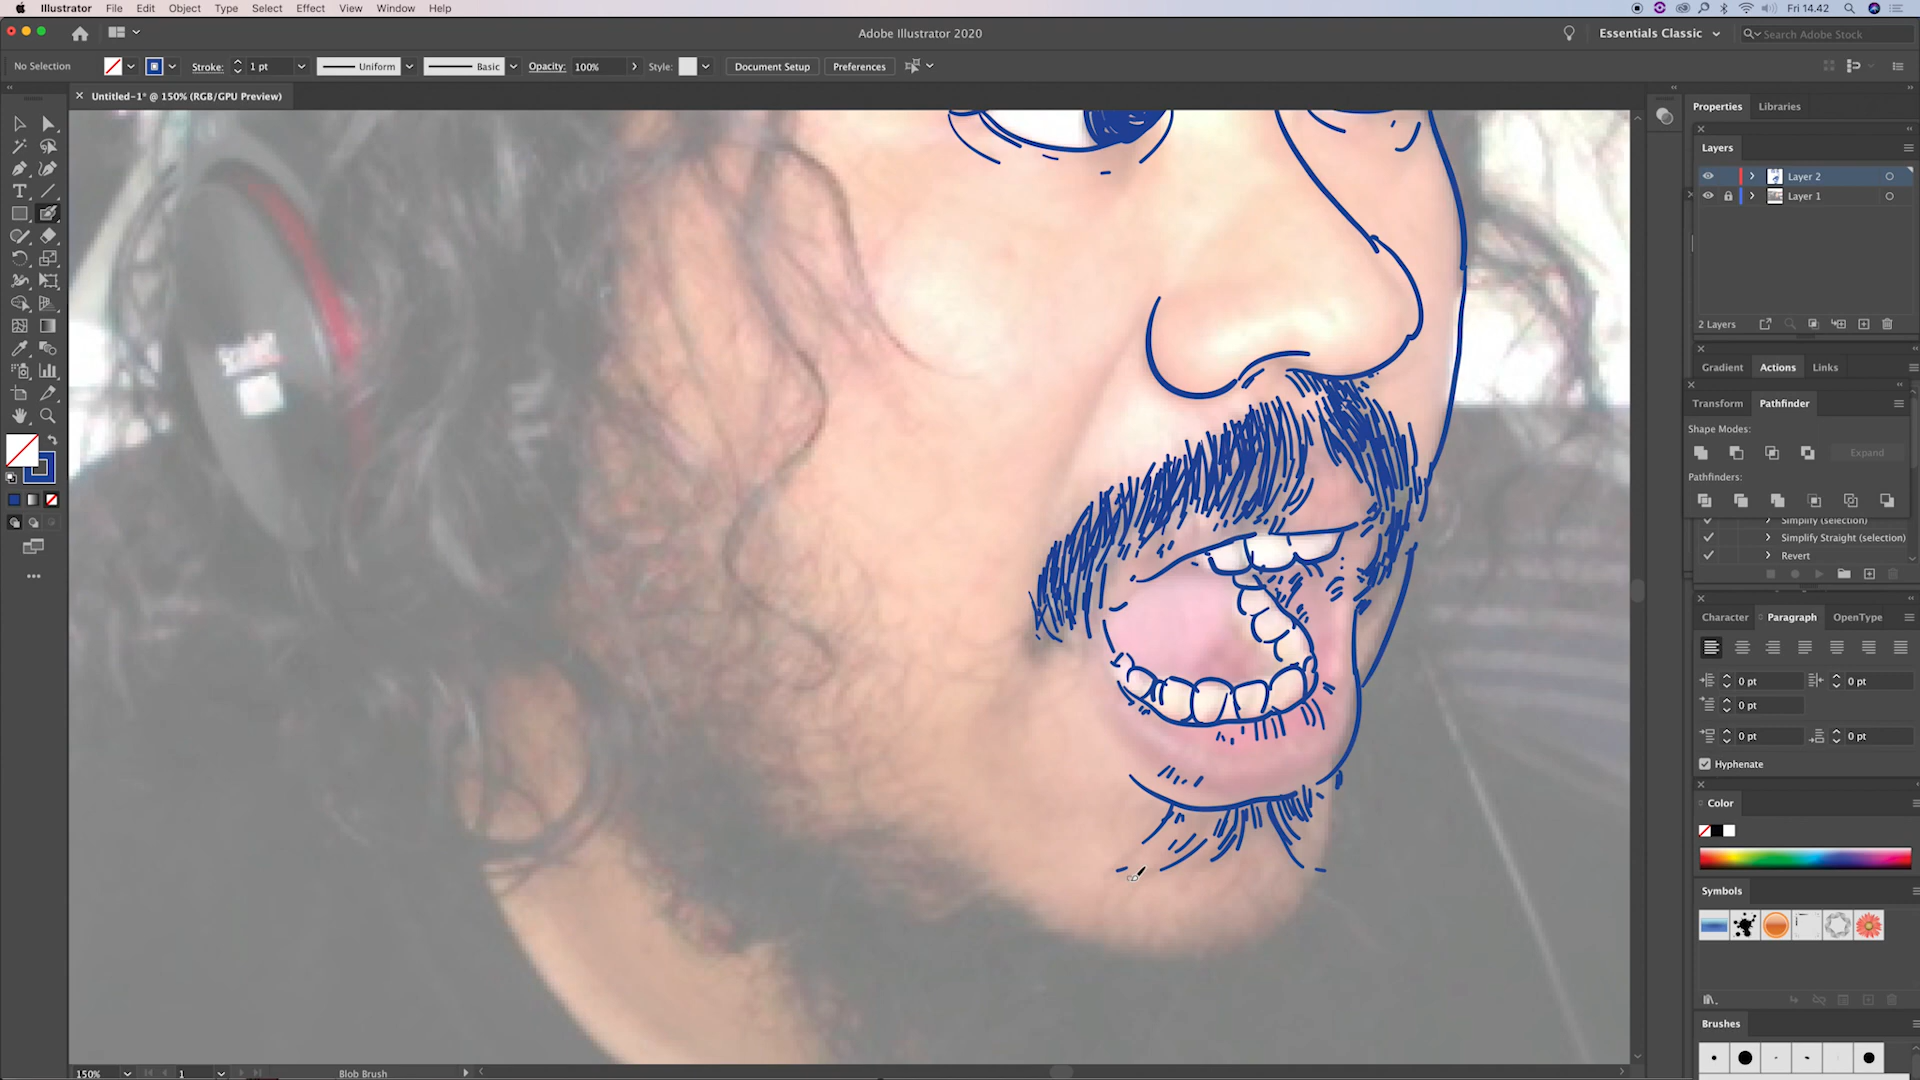 Illustrator File Edit Object Type Select Effect View Window Help Fri 14.42
Adobe Illustrator 2020
Essentials Classic
Search Adobe Stock
No Selection Stroke: 1 pt Uniform Basic Opacity: 100% Style: Document Setup Preferences
Untitled-1* @ 150% (RGB/GPU Preview)
Properties Libraries
Layers
Layer 2
Layer 1
2 Layers
Gradient Actions Links
Transform Pathfinder
Shape Modes:
Expand
Pathfinders:
Simplify (selection)
Simplify Straight (selection)
Revert
Character Paragraph OpenType
0 pt 0 pt
0 pt
0 pt 0 pt
Hyphenate
Color
Symbols
Brushes
150% 1 Blob Brush